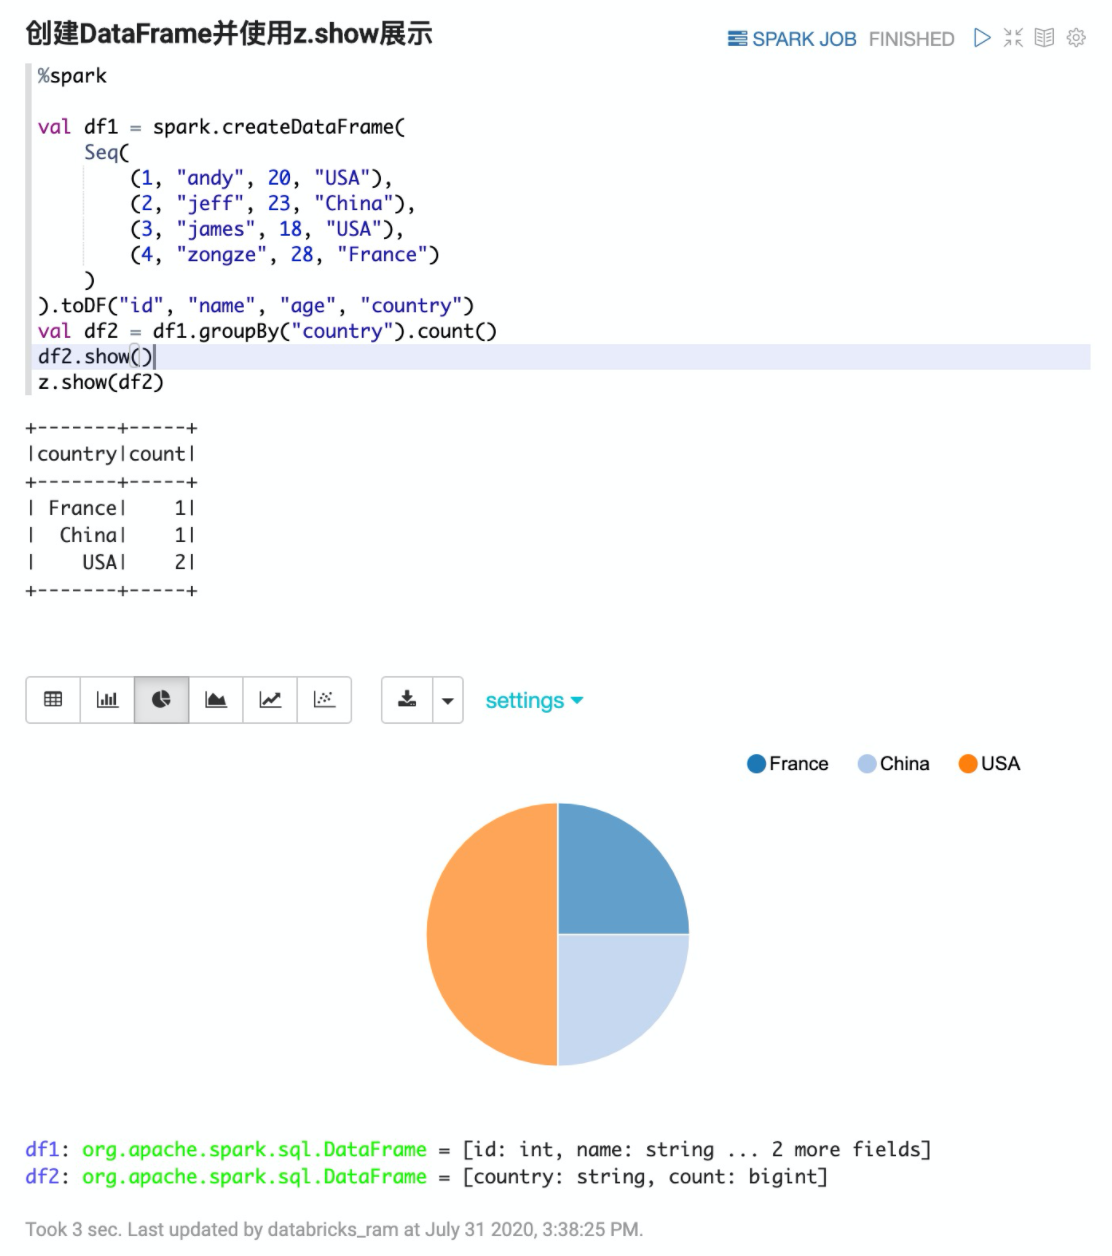 创建DataFrame并使用z.show展示
SPARK JOB FINISHED
%spark
val df1 = spark.createDataFrame(
Seq(
(1, "andy", 20, "USA"),
(2, "jeff", 23, "China"),
(3, "james", 18, "USA"),
(4, "zongze", 28, "France")
)
).toDF("id", "name", "age", "country")
val df2 = df1.groupBy("country").count()
df2.show()
z.show(df2)
+-------+-----+
|country|count|
+-------+-----+
| France|    1|
|  China|    1|
|    USA|    2|
+-------+-----+
settings
France China USA
df1: org.apache.spark.sql.DataFrame = [id: int, name: string ... 2 more fields]
df2: org.apache.spark.sql.DataFrame = [country: string, count: bigint]
Took 3 sec. Last updated by databricks_ram at July 31 2020, 3:38:25 PM.